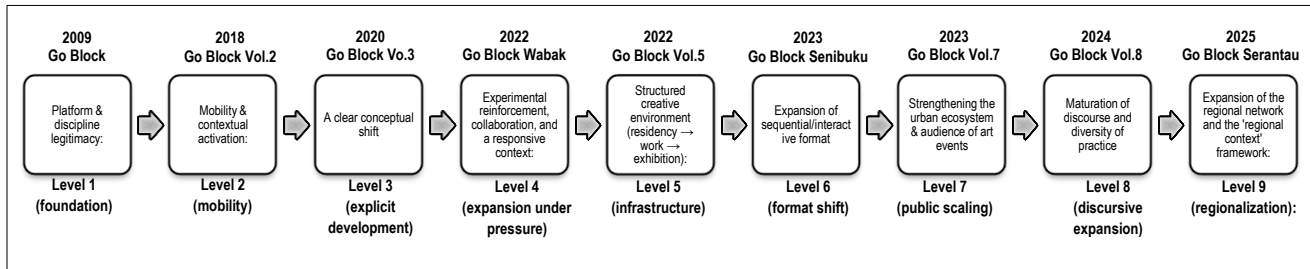 2009
Go Block
2018
Go Block Vol.2
2020
Go Block Vo.3
2022
Go Block Wabak
2022
Go Block Vol.5
2023
Go Block Senibuku
2023
Go Block Vol.7
2024
Go Block Vol.8
2025
Go Block Serantau
Platform &
discipline
legitimacy:
Mobility &
contextual
activation:
A clear conceptual
shift
Experimental
reinforcement,
collaboration, and
a responsive
context:
Structured
creative
environment
(residency →
work →
exhibition):
Expansion of
sequential/interact
ive format
Strengthening the
urban ecosystem
& audience of art
events
Maturation of
discourse and
diversity of
practice
Expansion of the
regional network
and the 'regional
context'
framework:
Level 1
(foundation)
Level 2
(mobility)
Level 3
(explicit
development)
Level 4
(expansion under
pressure)
Level 5
(infrastructure)
Level 6
(format shift)
Level 7
(public scaling)
Level 8
(discursive
expansion)
Level 9
(regionalization):